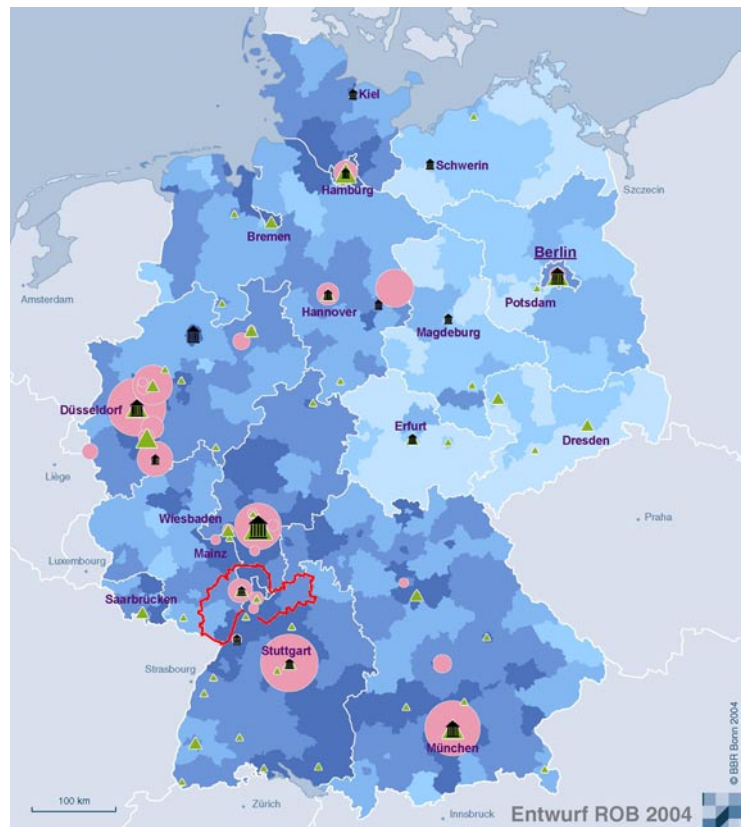 Kiel
Schwerin
Hamburg
Szczecin
Bremen
Berlin
Amsterdam
Potsdam
Hannover
Magdeburg
Düsseldorf
Erfurt
Dresden
Liège
Wiesbaden
Praha
Mainz
Luxembourg
Saarbrücken
Stuttgart
Strasbourg
München
© BBR Bonn 2004
100 km
Zürich
Innsbruck
Entwurf ROB 2004